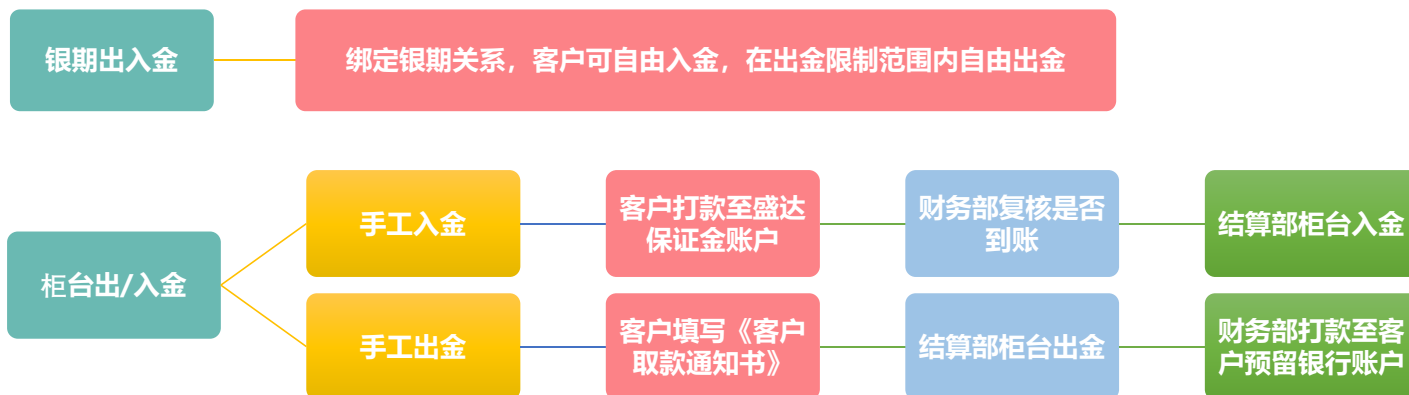 银期出入金
绑定银期关系，客户可自由入金，在出金限制范围内自由出金
柜台出/入金
手工入金
客户打款至盛达
保证金账户
财务部复核是否
到账
结算部柜台入金
手工出金
客户填写《客户
取款通知书》
结算部柜台出金
财务部打款至客
户预留银行账户